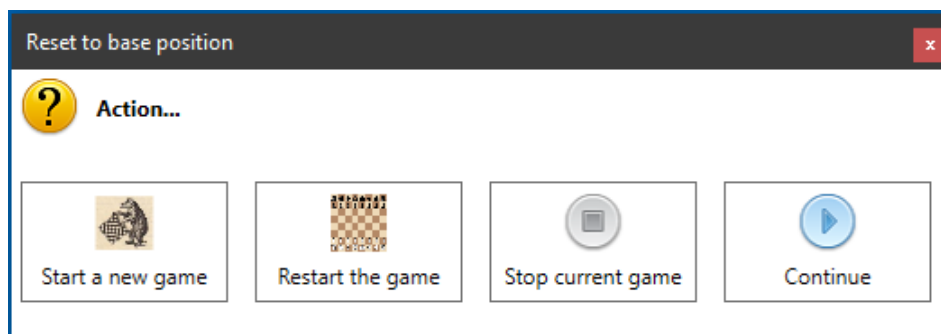 Reset to base position
x
?
Action...
Start a new game
Restart the game
Stop current game
Continue